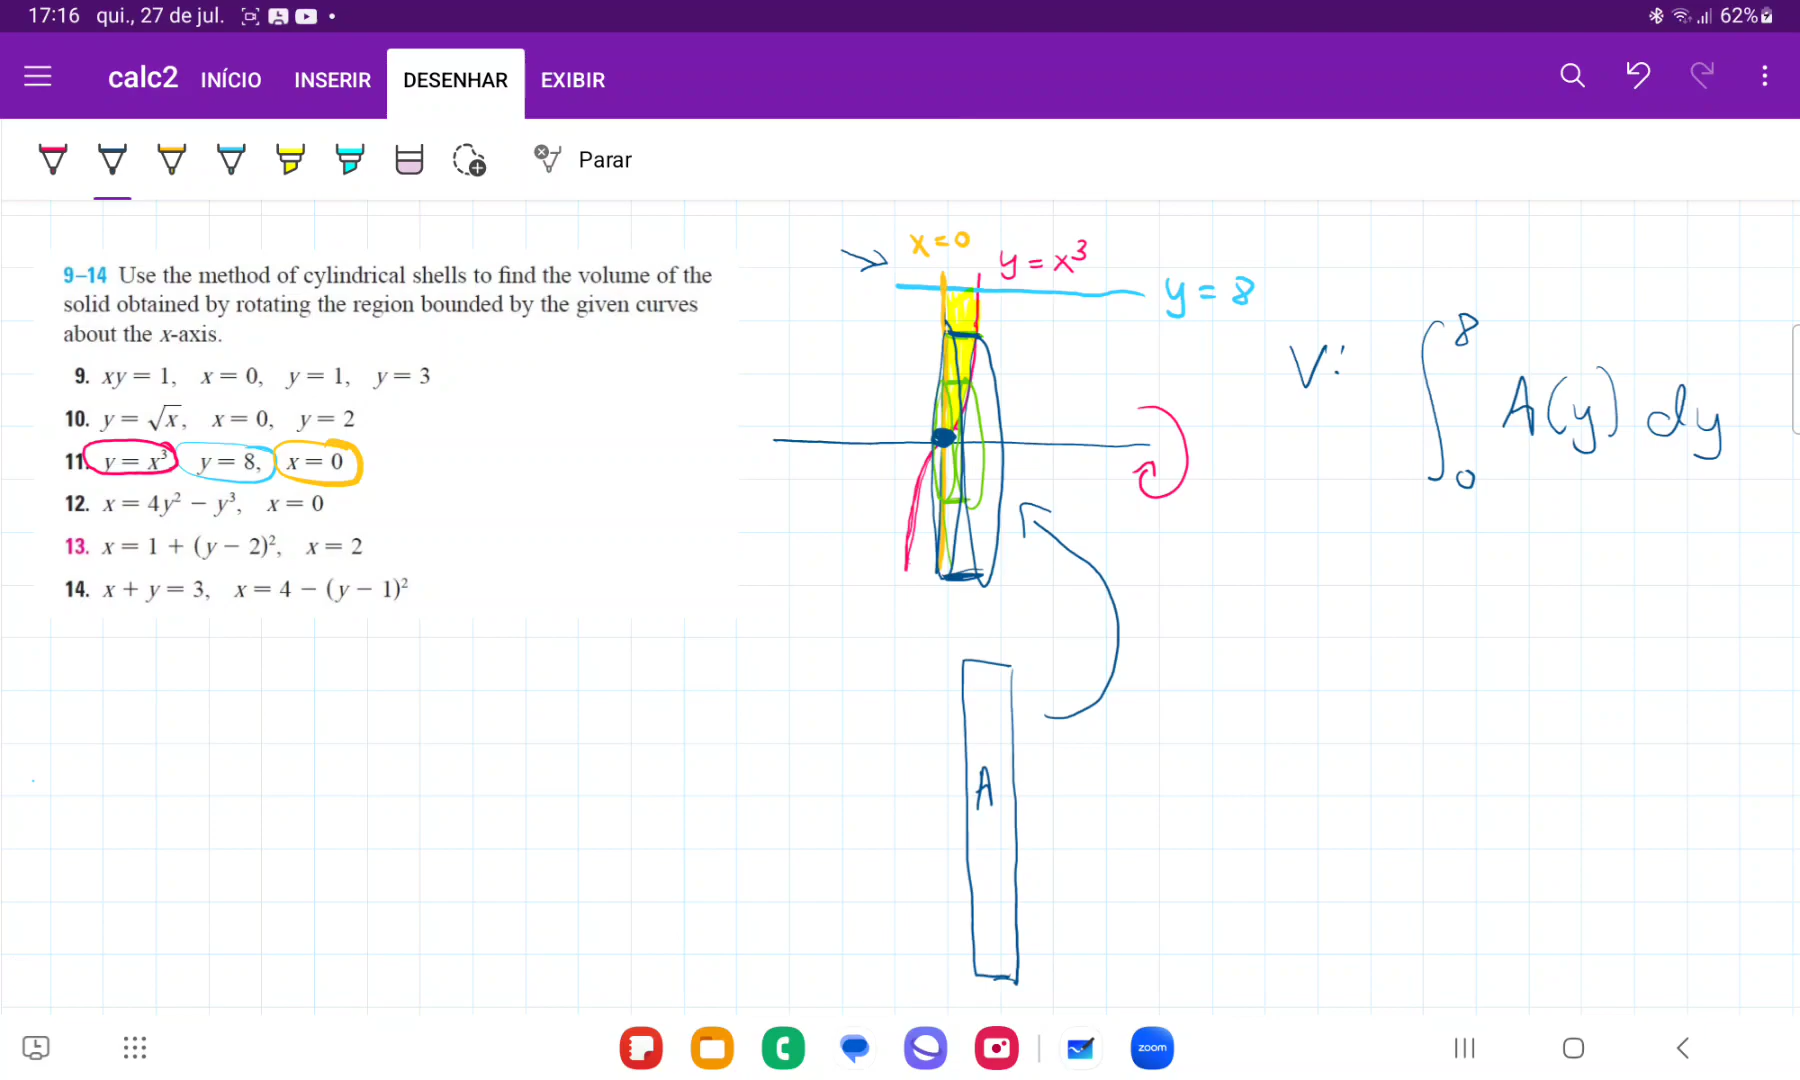 17:16 qui., 27 de jul.
62%
calc2 INÍCIO INSERIR DESENHAR EXIBIR
Parar
9–14 Use the method of cylindrical shells to find the volume of the
solid obtained by rotating the region bounded by the given curves
about the x-axis.
9. xy = 1, x = 0, y = 1, y = 3
10. y = √x, x = 0, y = 2
11. y = x³, y = 8, x = 0
12. x = 4y² − y³, x = 0
13. x = 1 + (y − 2)², x = 2
14. x + y = 3, x = 4 − (y − 1)²
x = 0
y = x³
y = 8
V: ∫₀⁸ A(y) dy
A
zoom